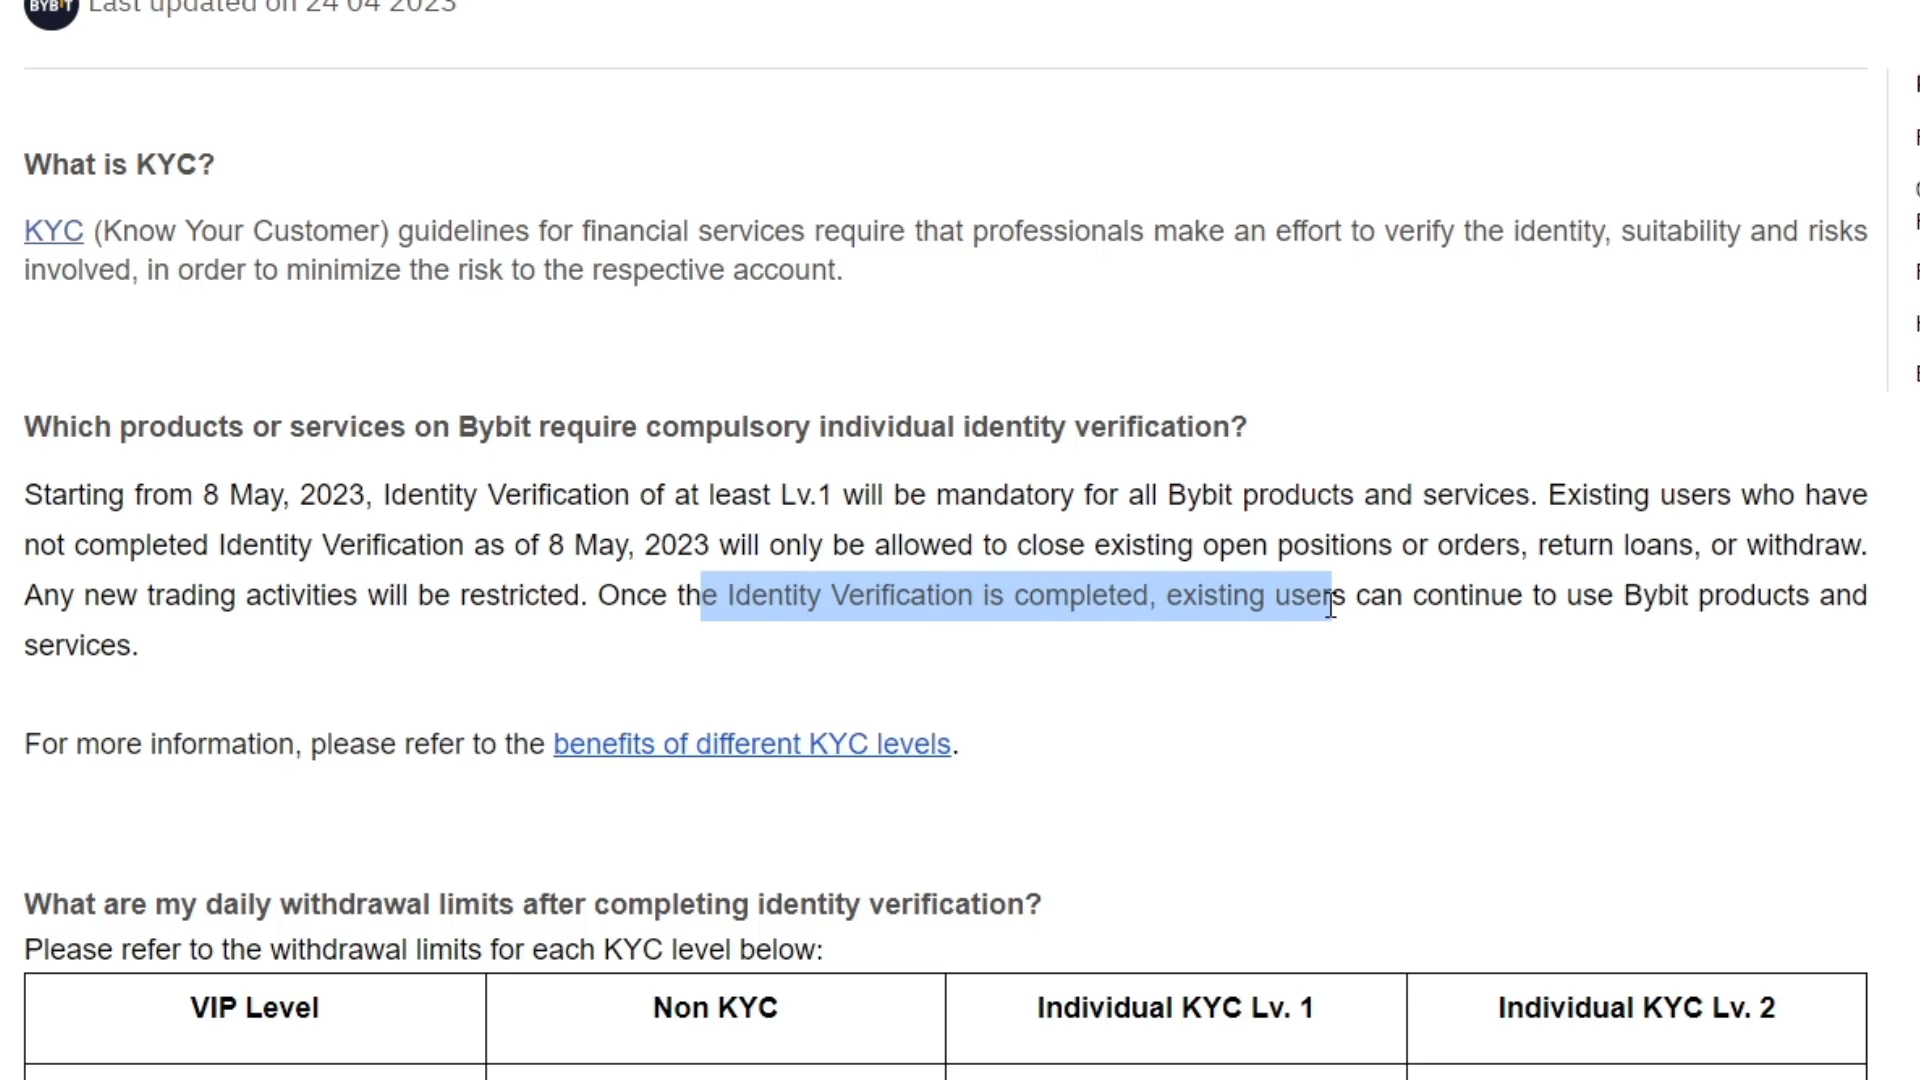 BYBIT Last updated on 24 04 2023
What is KYC?
KYC (Know Your Customer) guidelines for financial services require that professionals make an effort to verify the identity, suitability and risks
involved, in order to minimize the risk to the respective account.
Which products or services on Bybit require compulsory individual identity verification?
Starting from 8 May, 2023, Identity Verification of at least Lv.1 will be mandatory for all Bybit products and services. Existing users who have
not completed Identity Verification as of 8 May, 2023 will only be allowed to close existing open positions or orders, return loans, or withdraw.
Any new trading activities will be restricted. Once the Identity Verification is completed, existing users can continue to use Bybit products and
services.
For more information, please refer to the benefits of different KYC levels.
What are my daily withdrawal limits after completing identity verification?
Please refer to the withdrawal limits for each KYC level below:
VIP Level Non KYC Individual KYC Lv. 1 Individual KYC Lv. 2